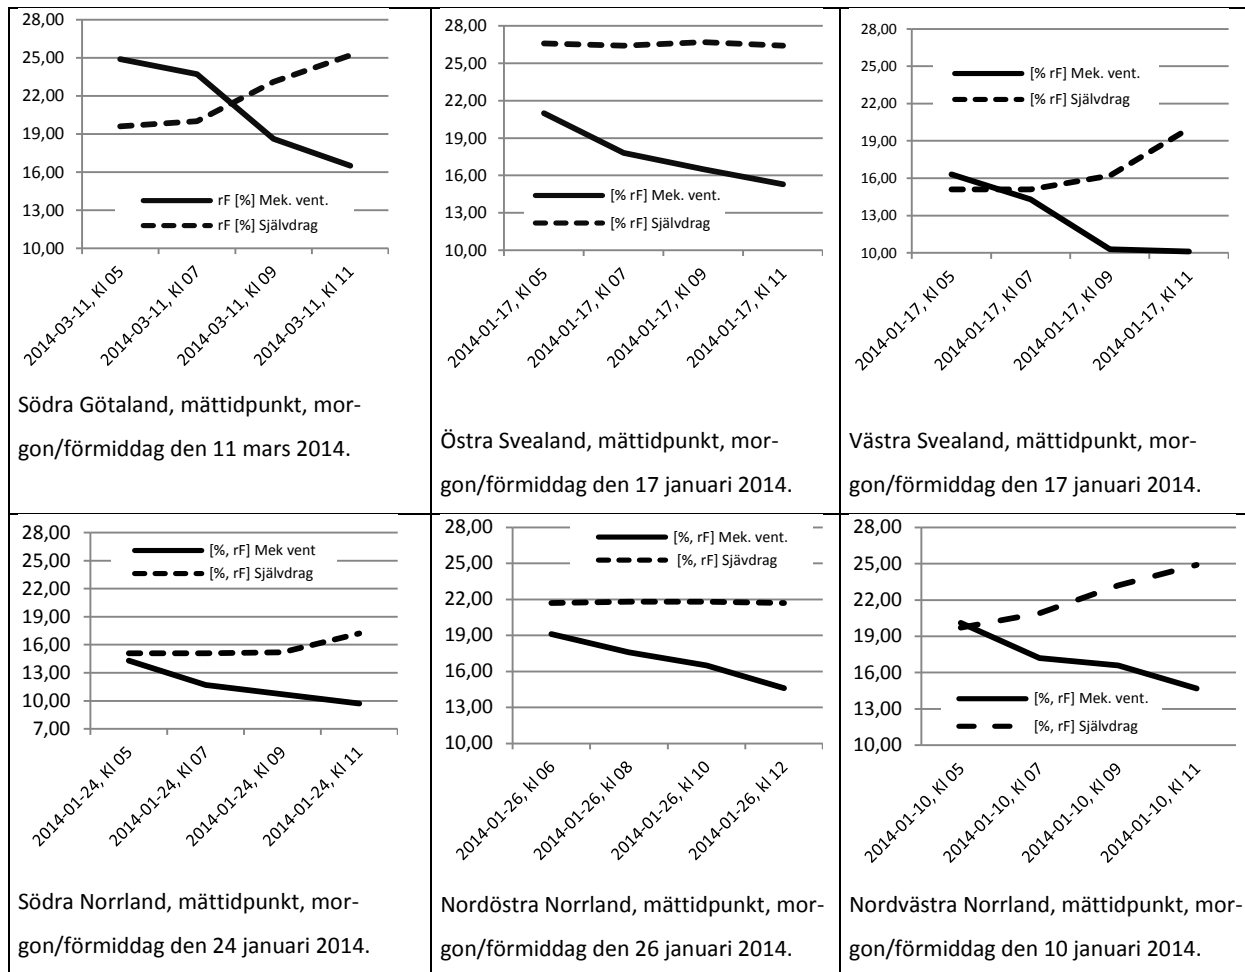 28,00
25,00
22,00
19,00
16,00
13,00
10,00
rF [%] Mek. vent.
rF [%] Självdrag
2014-03-11, Kl 05
2014-03-11, Kl 07
2014-03-11, Kl 09
2014-03-11, Kl 11
Södra Götaland, mättidpunkt, mor-
gon/förmiddag den 11 mars 2014.
28,00
25,00
22,00
19,00
16,00
13,00
10,00
[% rF] Mek. vent.
[% rF] Självdrag
2014-01-17, Kl 05
2014-01-17, Kl 07
2014-01-17, Kl 09
2014-01-17, Kl 11
Östra Svealand, mättidpunkt, mor-
gon/förmiddag den 17 januari 2014.
28,00
25,00
22,00
19,00
16,00
13,00
10,00
[% rF] Mek. vent.
[% rF] Självdrag
2014-01-17, Kl 05
2014-01-17, Kl 07
2014-01-17, Kl 09
2014-01-17, Kl 11
Västra Svealand, mättidpunkt, mor-
gon/förmiddag den 17 januari 2014.
28,00
25,00
22,00
19,00
16,00
13,00
10,00
7,00
[%, rF] Mek vent
[%, rF] Självdrag
2014-01-24, Kl 05
2014-01-24, Kl 07
2014-01-24, Kl 09
2014-01-24, Kl 11
Södra Norrland, mättidpunkt, mor-
gon/förmiddag den 24 januari 2014.
28,00
25,00
22,00
19,00
16,00
13,00
10,00
[%, rF] Mek. vent.
[%, rF] Sjävdrag
2014-01-26, kl 06
2014-01-26, Kl 08
2014-01-26, Kl 10
2014-01-26, Kl 12
Nordöstra Norrland, mättidpunkt, mor-
gon/förmiddag den 26 januari 2014.
28,00
25,00
22,00
19,00
16,00
13,00
10,00
[%, rF] Mek. vent.
[%, rF] Självdrag
2014-01-10, Kl 05
2014-01-10, Kl 07
2014-01-10, Kl 09
2014-01-10, Kl 11
Nordvästra Norrland, mättidpunkt, mor-
gon/förmiddag den 10 januari 2014.